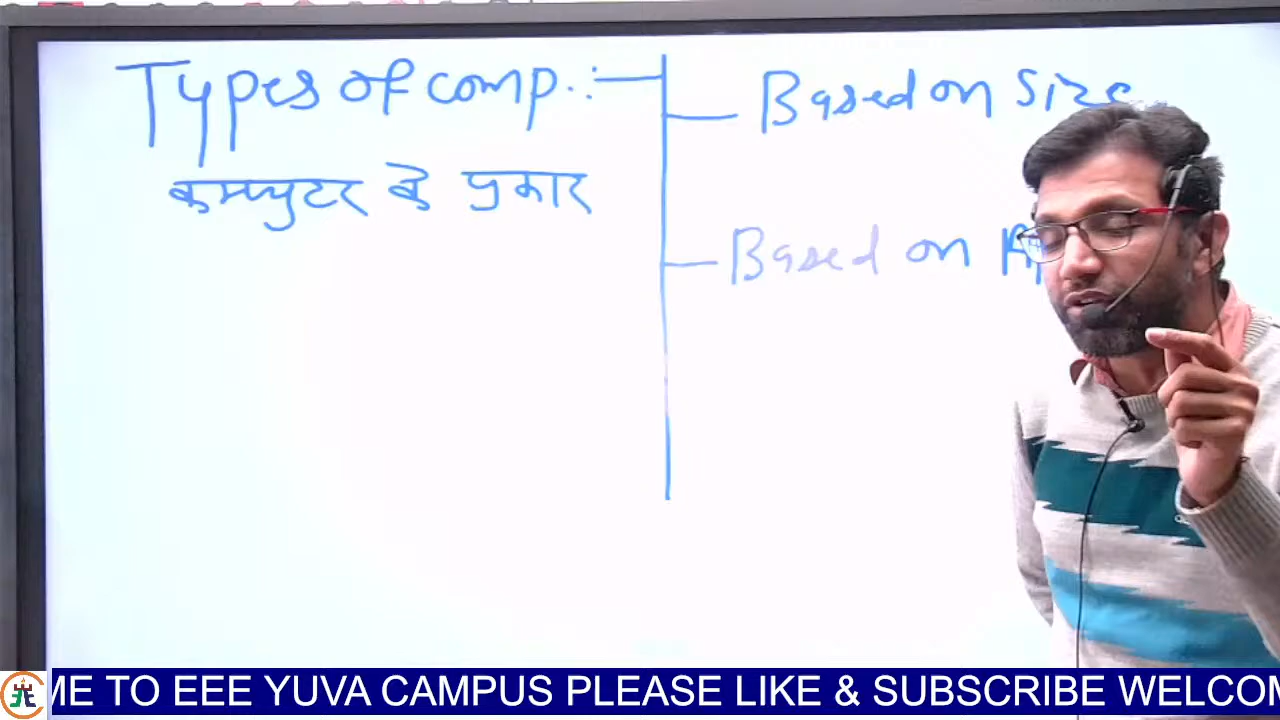 Types of comp.:
कम्प्युटर के प्रकार
Based on Size
Based on
ME TO EEE YUVA CAMPUS PLEASE LIKE & SUBSCRIBE WELCOM